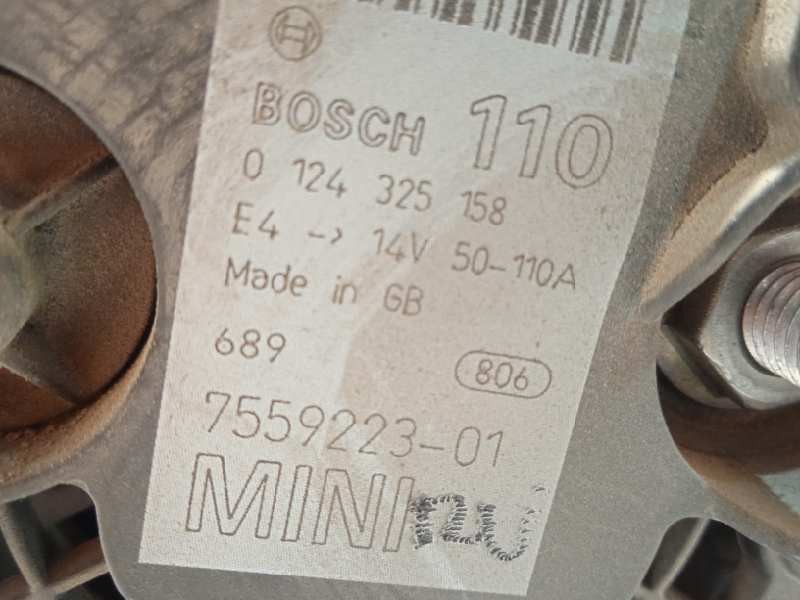 BOSCH 110
0 124 325 158
E4 -> 14V 50-110A
Made in GB
689 806
7559223-01
MINI